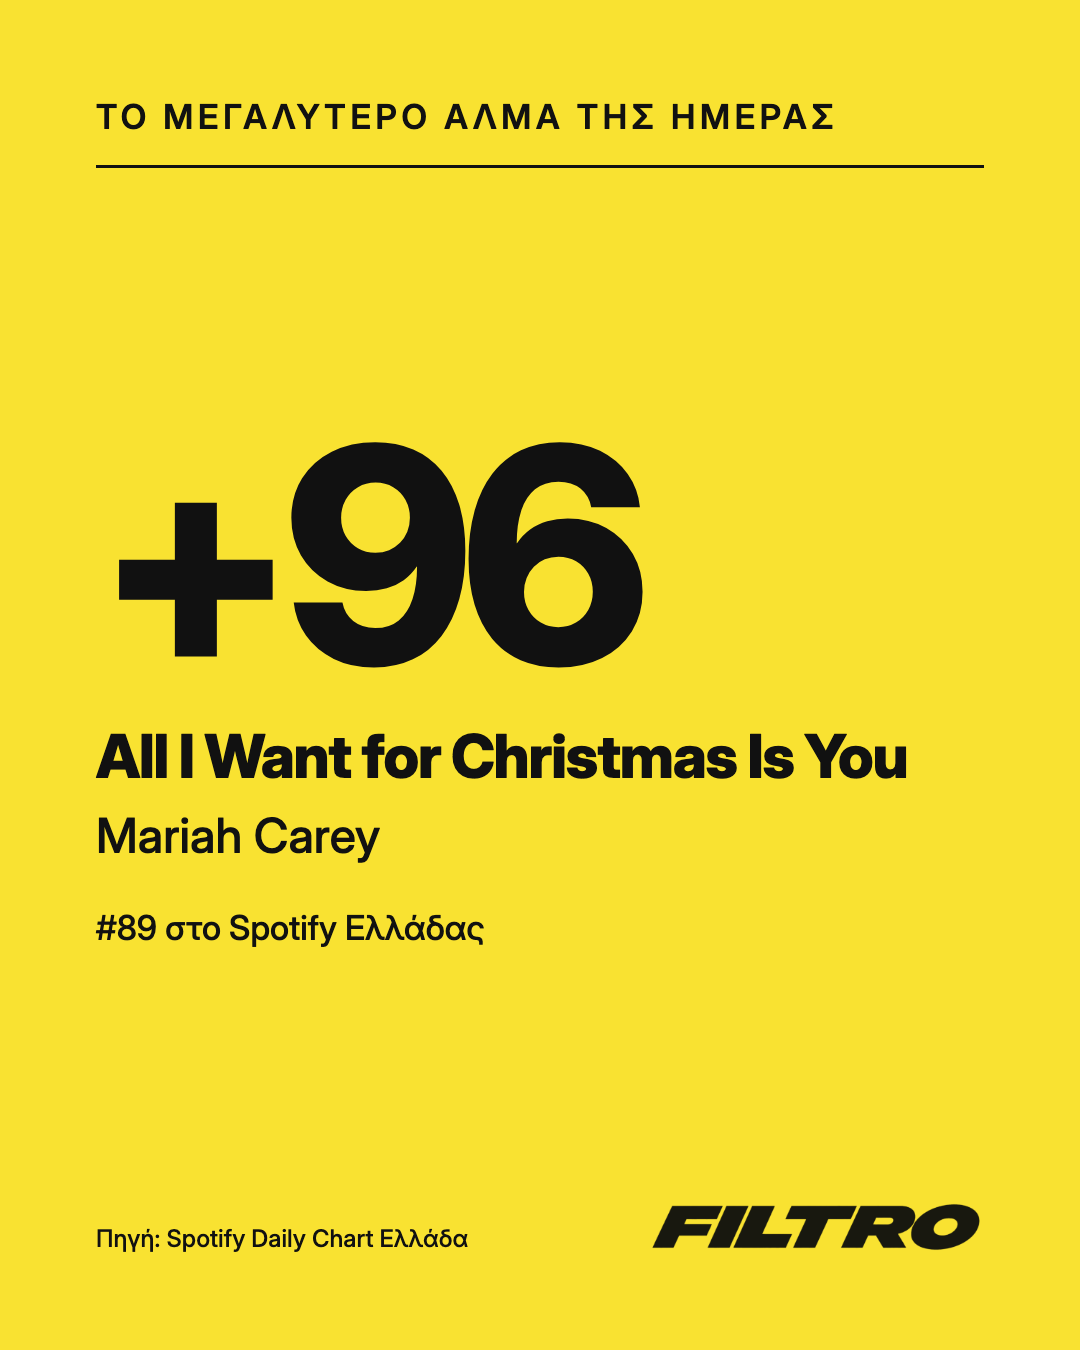 ΤΟ ΜΕΓΑΛΥΤΕΡΟ ΑΛΜΑ ΤΗΣ ΗΜΕΡΑΣ
+96
All I Want for Christmas Is You
Mariah Carey
#89 στο Spotify Ελλάδας
Πηγή: Spotify Daily Chart Ελλάδα
FILTRO